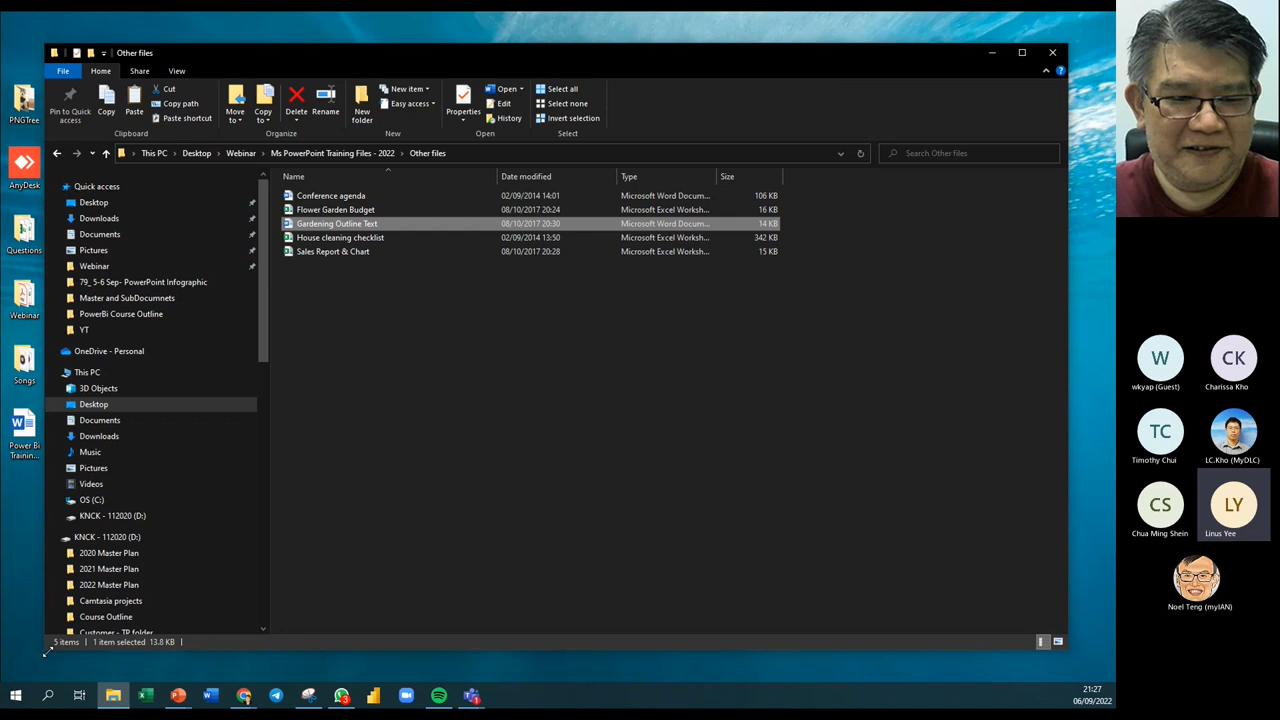 Other files
File Home Share View
Pin to Quick access
Copy
Paste
Cut
Copy path
Paste shortcut
Clipboard
Move to
Copy to
Delete
Rename
Organize
New folder
New item
Easy access
New
Properties
Open
Edit
History
Open
Select all
Select none
Invert selection
Select
This PC > Desktop > Webinar > Ms PowerPoint Training Files - 2022 > Other files
Search Other files
Name Date modified Type Size
Conference agenda 02/09/2014 14:01 Microsoft Word Docum... 106 KB
Flower Garden Budget 08/10/2017 20:24 Microsoft Excel Worksh... 16 KB
Gardening Outline Text 08/10/2017 20:30 Microsoft Word Docum... 14 KB
House cleaning checklist 02/09/2014 13:50 Microsoft Excel Worksh... 342 KB
Sales Report & Chart 08/10/2017 20:28 Microsoft Excel Worksh... 15 KB
Quick access
Desktop
Downloads
Documents
Pictures
Webinar
79_ 5-6 Sep- PowerPoint Infographic
Master and SubDocumnets
PowerBi Course Outline
YT
OneDrive - Personal
This PC
3D Objects
Desktop
Documents
Downloads
Music
Pictures
Videos
OS (C:)
KNCK - 112020 (D:)
KNCK - 112020 (D:)
2020 Master Plan
2021 Master Plan
2022 Master Plan
Camtasia projects
Course Outline
Customer - TP folder
5 items 1 item selected 13.8 KB
PNGTree
AnyDesk
Questions
Webinar
Songs
Power Bi
Trainin...
21:27
06/09/2022
W
wkyap (Guest)
CK
Charissa Kho
TC
Timothy Chui
LC.Kho (MyDLC)
CS
Chua Ming Shein
LY
Linus Yee
Noel Teng (myIAN)